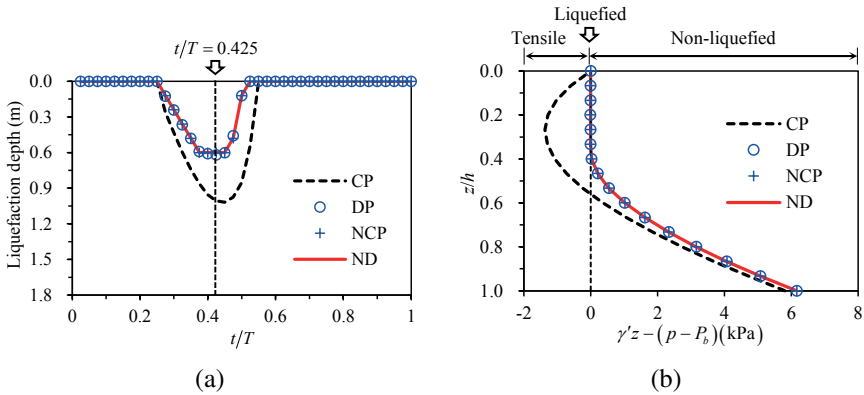 t/T = 0.425
Liquefaction depth (m)
0.0
0.3
0.6
0.9
1.2
1.5
1.8
0
0.2
0.4
0.6
0.8
1
t/T
CP
DP
NCP
ND
(a)
Liquefied
Tensile
Non-liquefied
z/h
0.0
0.2
0.4
0.6
0.8
1.0
-2
0
2
4
6
8
γ′z−(p−P_b)(kPa)
CP
DP
NCP
ND
(b)